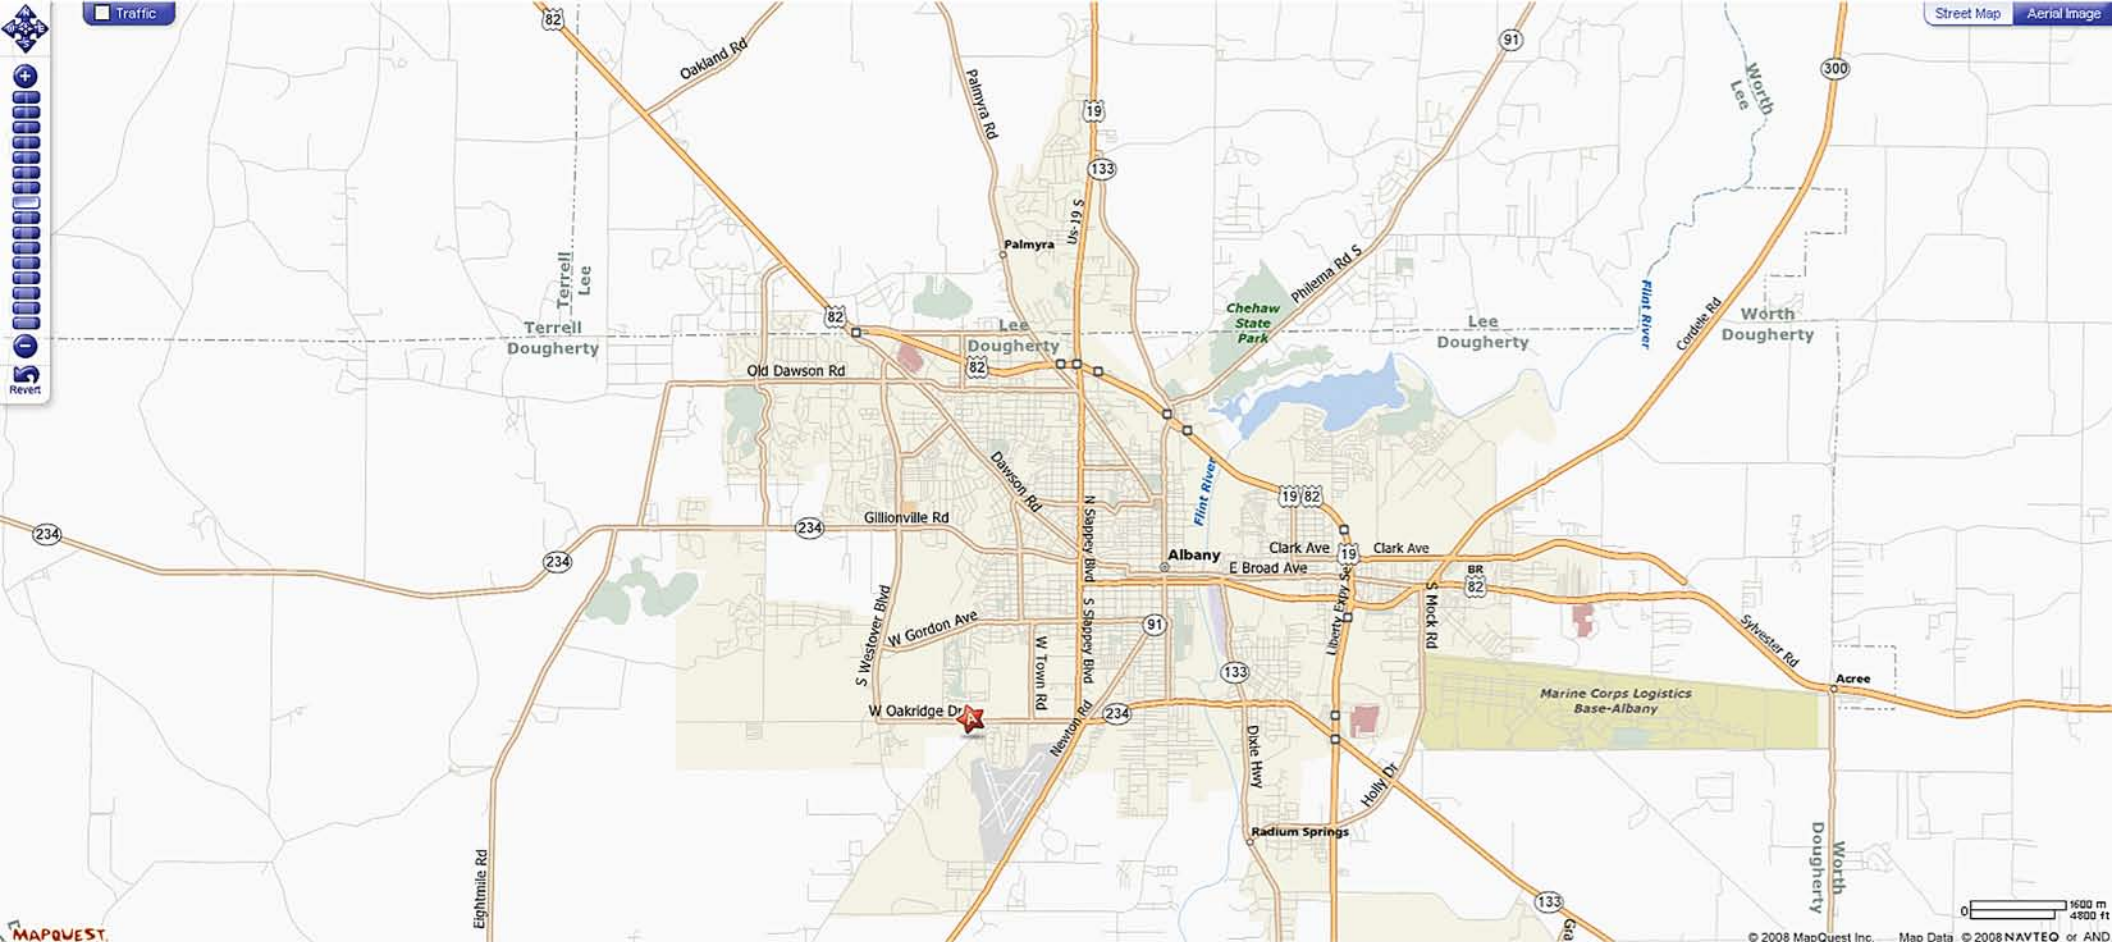 Traffic
Street Map
Aerial Image
Revert
82
Oakland Rd
Palmyra Rd
19
133
US-19 S
91
300
Worth
Lee
Palmyra
Terrell
Lee
Terrell
Dougherty
82
Lee
Dougherty
82
Chehaw
State
Park
Philema Rd S
Lee
Dougherty
Flint River
Cordele Rd
Worth
Dougherty
Old Dawson Rd
Dawson Rd
Flint River
19
82
234
234
234
Gillionville Rd
N Slappey Blvd
Albany
Clark Ave
19
Clark Ave
E Broad Ave
BR
82
S Westover Blvd
W Gordon Ave
W Town Rd
S Slappey Blvd
91
Liberty Expy Se
S Mock Rd
133
Sylvester Rd
Acree
Marine Corps Logistics
Base-Albany
W Oakridge Dr
A
234
Newton Rd
Dixie Hwy
Holly Dr
Radium Springs
Eightmile Rd
Worth
Dougherty
133
Gra
0
1600 m
4800 ft
MAPQUEST
© 2008 MapQuest Inc.
Map Data © 2008 NAVTEQ or AND